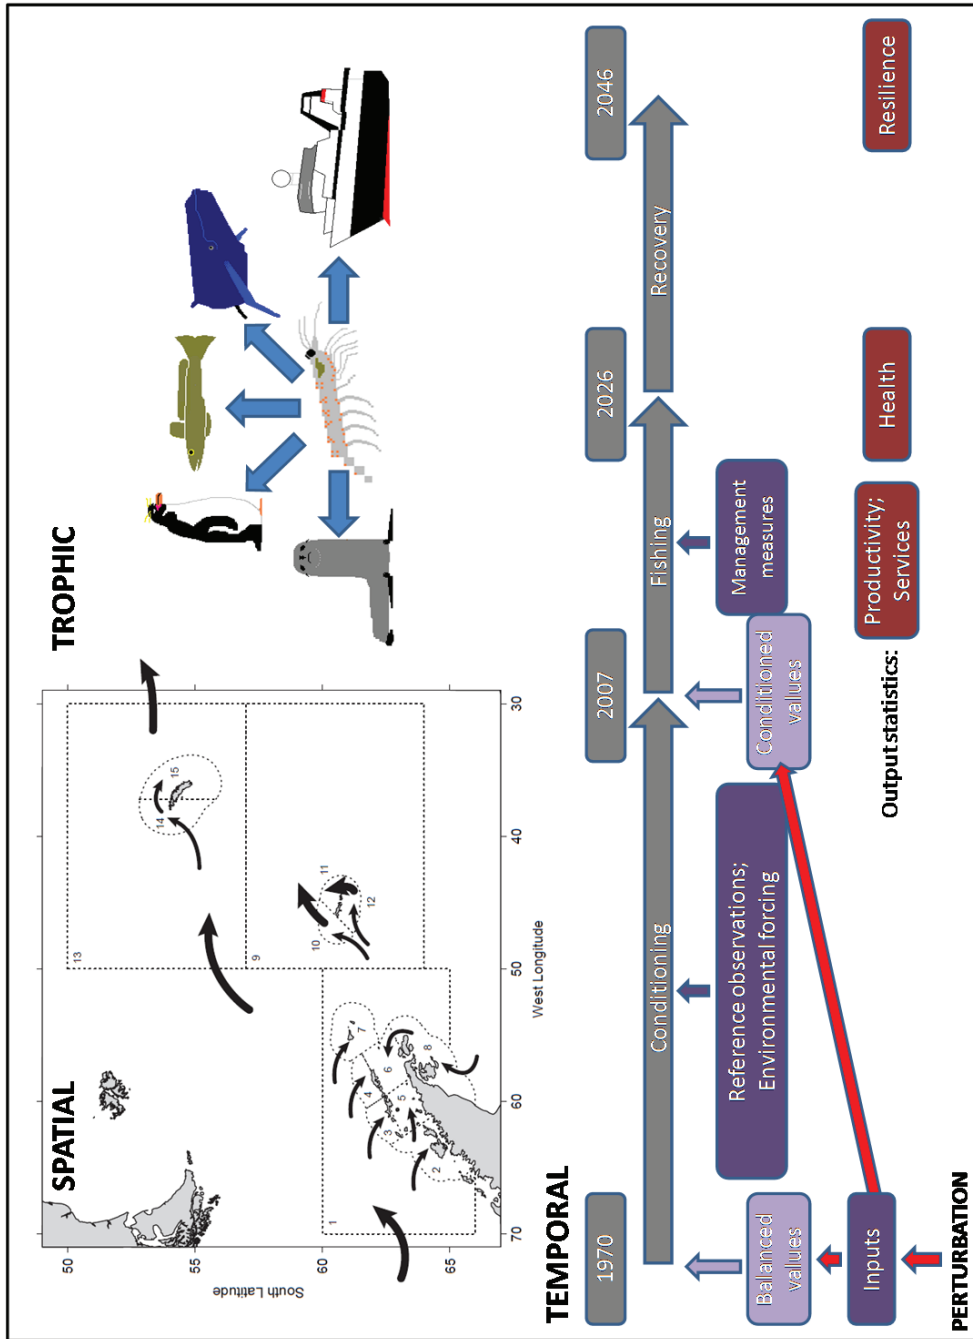 SPATIAL
South Latitude
50
55
60
65
70
60
50
40
30
West Longitude
1
2
3
4
5
6
7
8
9
10
11
12
13
14
15
TROPHIC
TEMPORAL
1970
2007
2026
2046
Conditioning
Fishing
Recovery
Balanced
values
Reference observations;
Environmental forcing
Conditioned
values
Management
measures
Inputs
PERTURBATION
Output statistics:
Productivity;
Services
Health
Resilience